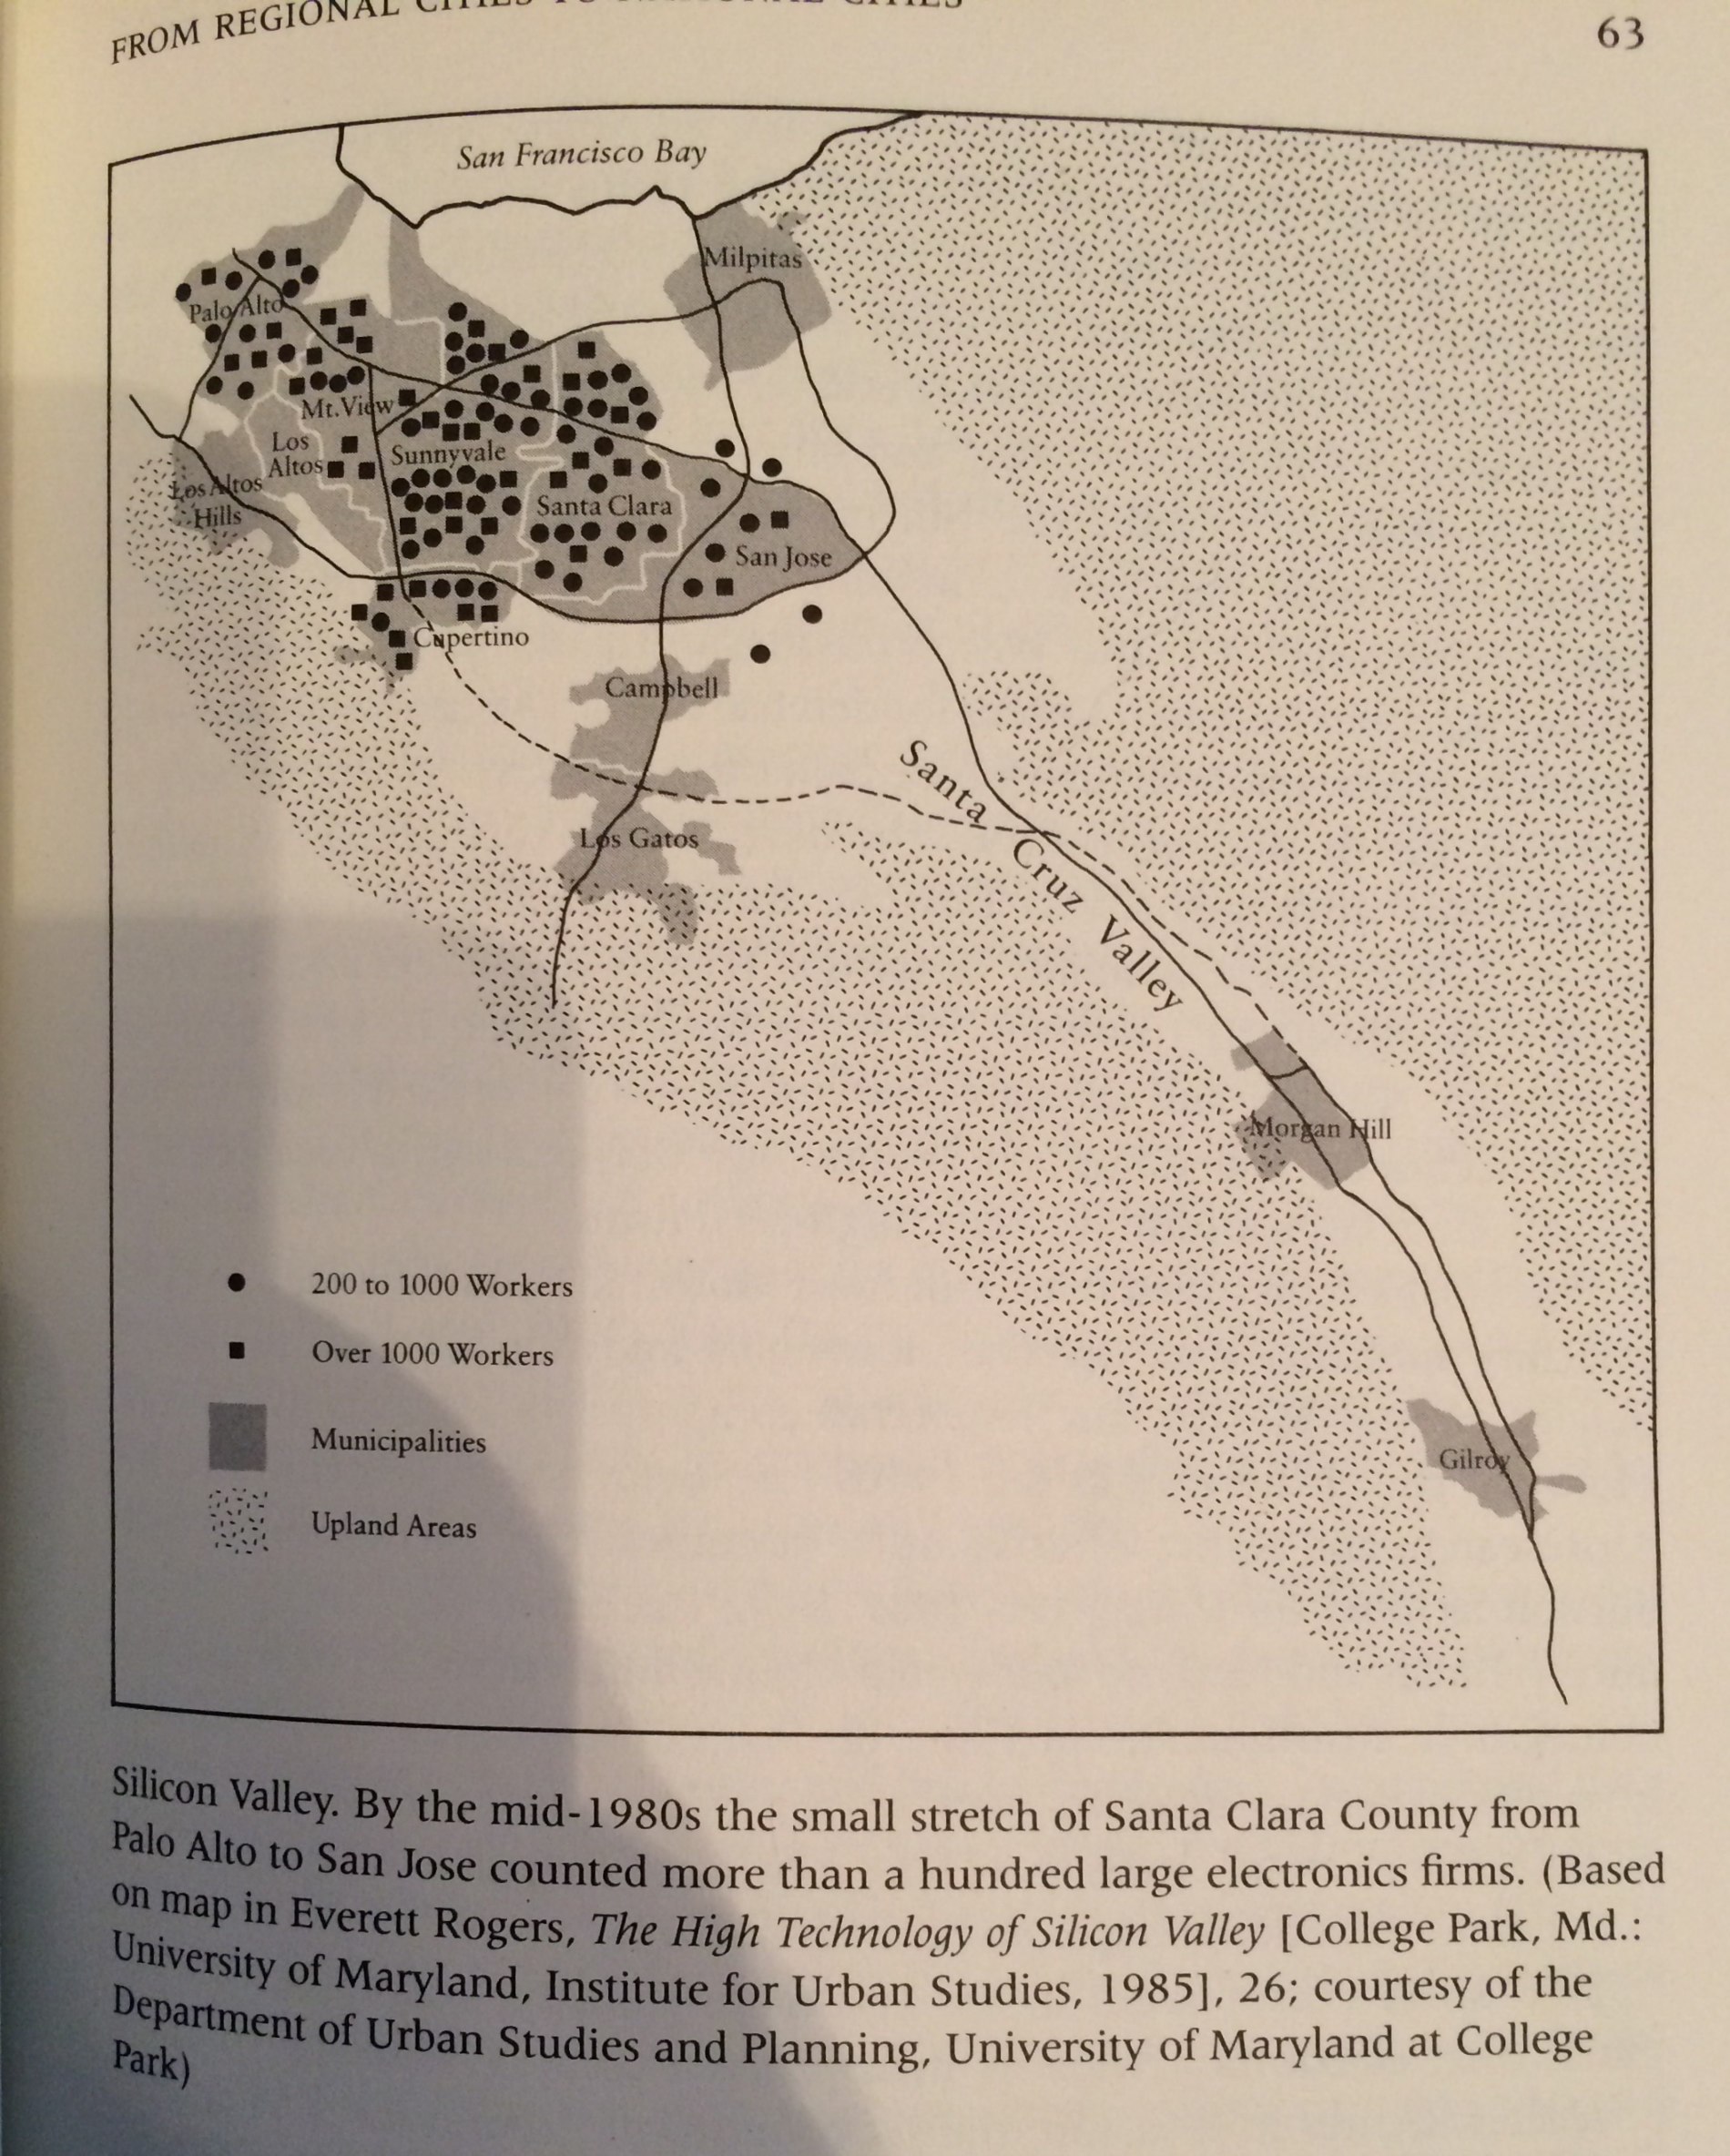 FROM REGIONAL CITIES TO NATIONAL CITIES
63
San Francisco Bay
Milpitas
Palo Alto
Mt. View
Los
Altos
Sunnyvale
Los Altos
Hills
Santa Clara
San Jose
Cupertino
Campbell
Los Gatos
Santa Cruz Valley
Morgan Hill
Gilroy
200 to 1000 Workers
Over 1000 Workers
Municipalities
Upland Areas
Silicon Valley. By the mid-1980s the small stretch of Santa Clara County from
Palo Alto to San Jose counted more than a hundred large electronics firms. (Based
on map in Everett Rogers, The High Technology of Silicon Valley [College Park, Md.:
University of Maryland, Institute for Urban Studies, 1985], 26; courtesy of the
Department of Urban Studies and Planning, University of Maryland at College
Park)